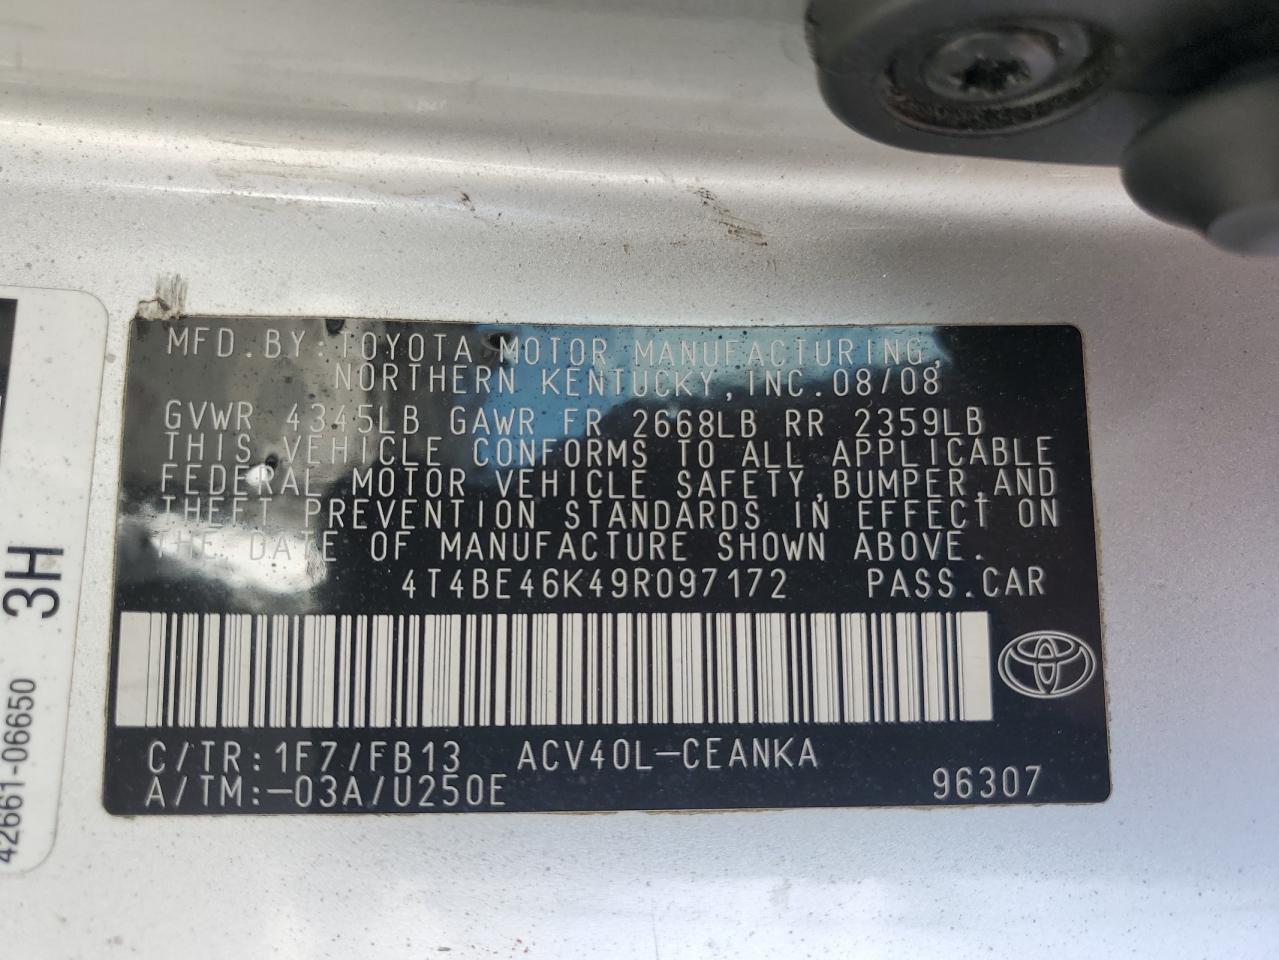 MFD.BY:TOYOTA MOTOR MANUFACTURING,
NORTHERN KENTUCKY,INC.08/08
GVWR 4345LB GAWR FR 2668LB RR 2359LB
THIS VEHICLE CONFORMS TO ALL APPLICABLE
FEDERAL MOTOR VEHICLE SAFETY,BUMPER,AND
THEFT PREVENTION STANDARDS IN EFFECT ON
THE DATE OF MANUFACTURE SHOWN ABOVE.
4T4BE46K49R097172 PASS.CAR
C/TR:1F7/FB13 ACV40L-CEANKA
A/TM:-03A/U250E 96307
3H
42661-06650